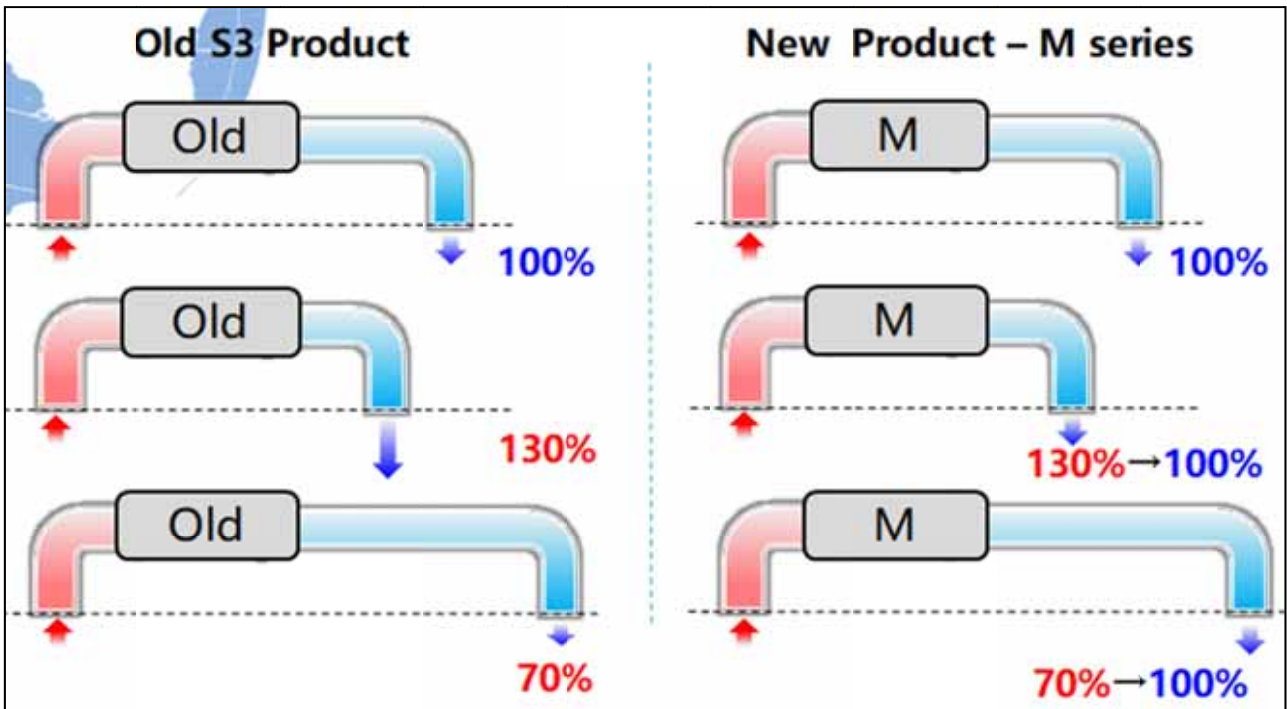 Old S3 Product
New Product – M series
Old
M
100%
100%
Old
M
130%
130%→100%
Old
M
70%
70%→100%